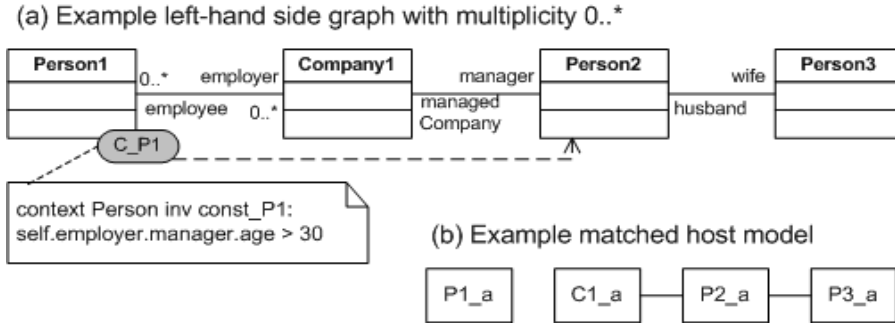 (a) Example left-hand side graph with multiplicity 0..*
Person1
0..*
employer
Company1
manager
Person2
wife
Person3
employee
0..*
managed
Company
husband
C_P1
context Person inv const_P1:
self.employer.manager.age > 30
(b) Example matched host model
P1_a
C1_a
P2_a
P3_a